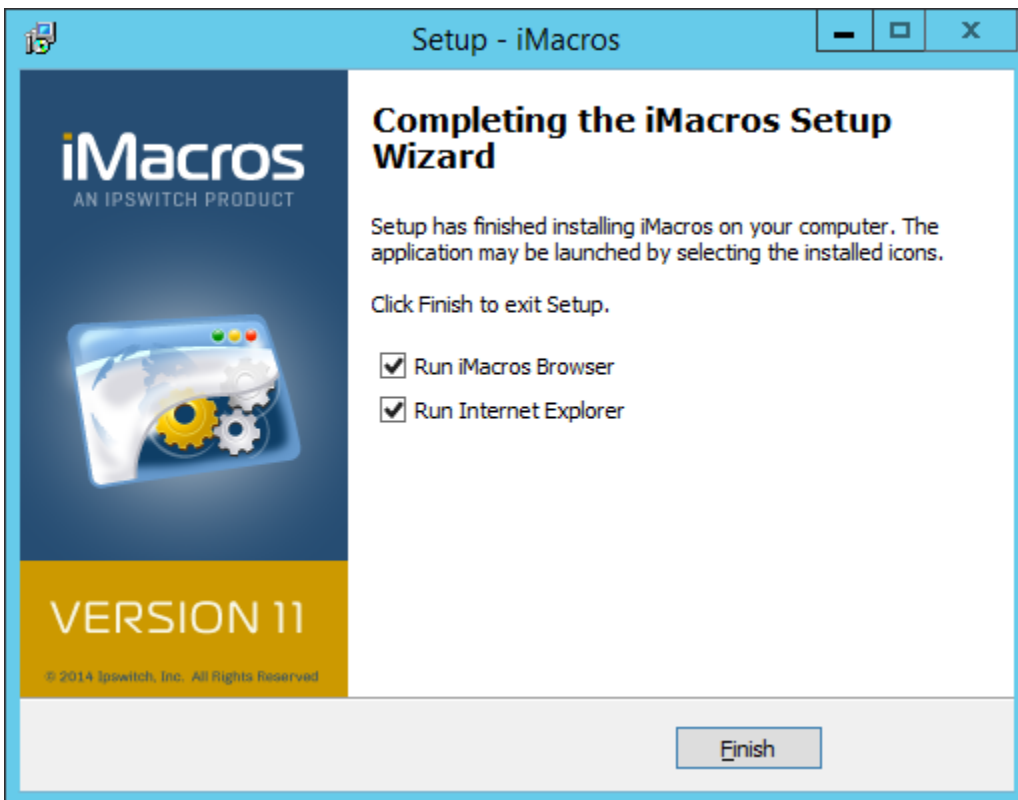 Setup - iMacros
iMacros
AN IPSWITCH PRODUCT
VERSION 11
© 2014 Ipswitch, Inc. All Rights Reserved
Completing the iMacros Setup
Wizard
Setup has finished installing iMacros on your computer. The
application may be launched by selecting the installed icons.
Click Finish to exit Setup.
Run iMacros Browser
Run Internet Explorer
Finish